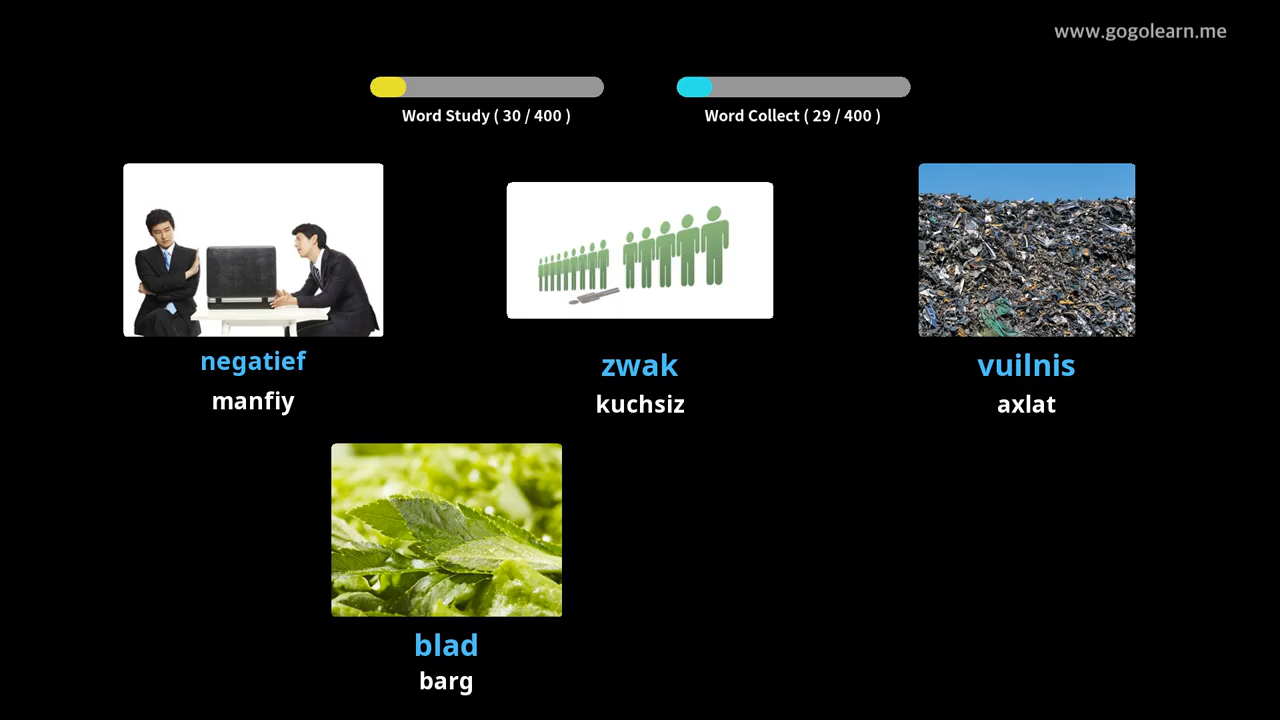 www.gogolearn.me
Word Study ( 30 / 400 )
Word Collect ( 29 / 400 )
negatief
manfiy
zwak
kuchsiz
vuilnis
axlat
blad
barg